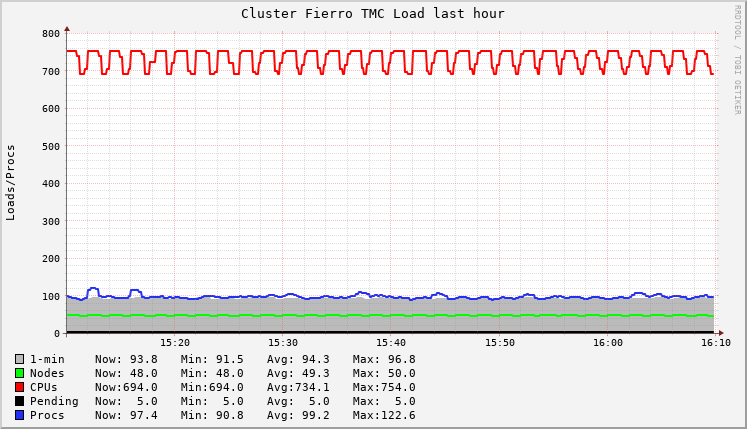 Cluster Fierro TMC Load last hour
RRDTOOL / TOBI OETIKER
Loads/Procs
800
700
600
500
400
300
200
100
0
15:20 15:30 15:40 15:50 16:00 16:10
1-min Now: 93.8 Min: 91.5 Avg: 94.3 Max: 96.8
Nodes Now: 48.0 Min: 48.0 Avg: 49.3 Max: 50.0
CPUs Now:694.0 Min:694.0 Avg:734.1 Max:754.0
Pending Now: 5.0 Min: 5.0 Avg: 5.0 Max: 5.0
Procs Now: 97.4 Min: 90.8 Avg: 99.2 Max:122.6